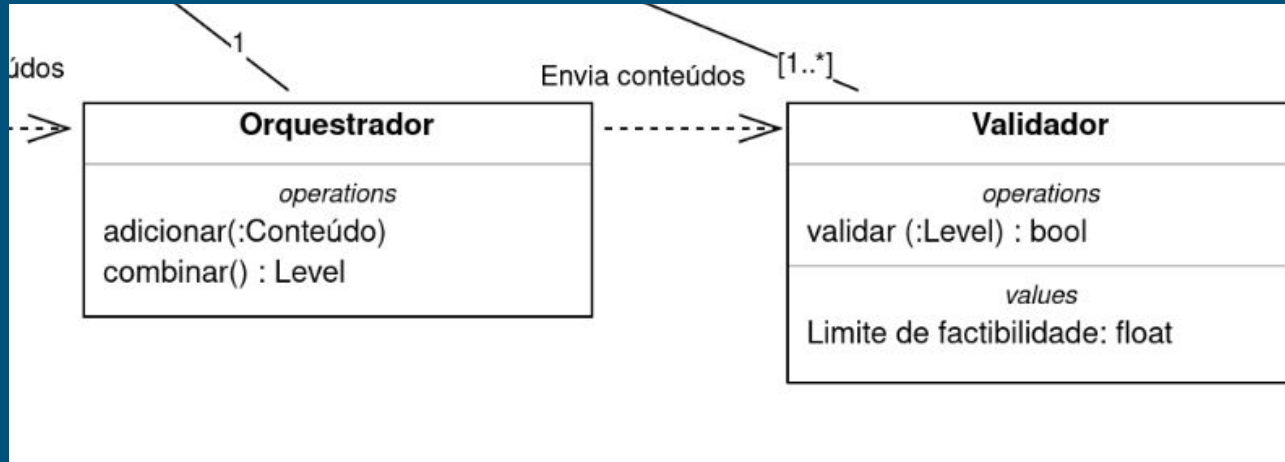 1
údos
Envia conteúdos
[1..*]
Orquestrador
operations
adicionar(:Conteúdo)
combinar() : Level
Validador
operations
validar (:Level) : bool
values
Limite de factibilidade: float